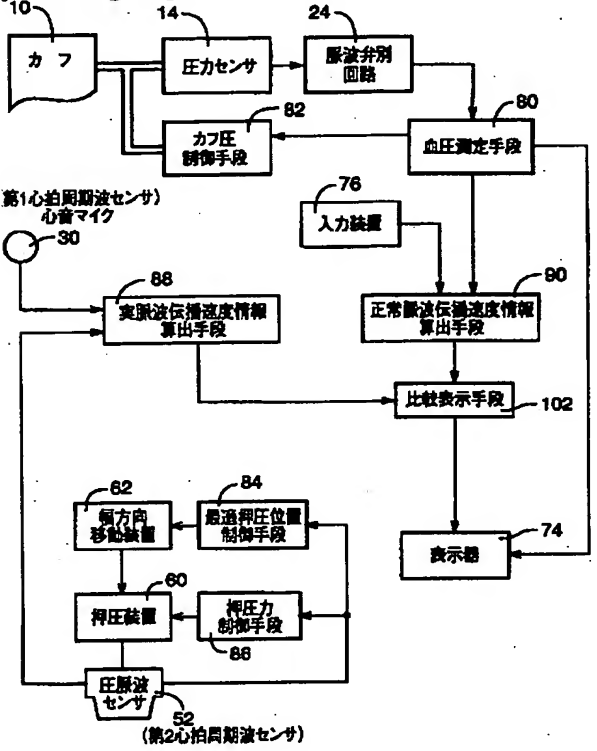 10
カフ
14
圧力センサ
24
脈波弁別
回路
82
カフ圧
制御手段
80
血圧測定手段
(第1心拍周期波センサ)
心音マイク
30
76
入力装置
88
実脈波伝播速度情報
算出手段
90
正常脈波伝播速度情報
算出手段
比較表示手段
102
62
幅方向
移動装置
84
最適押圧位置
制御手段
74
表示器
60
押圧装置
押圧力
制御手段
86
圧脈波
センサ
52
(第2心拍周期波センサ)